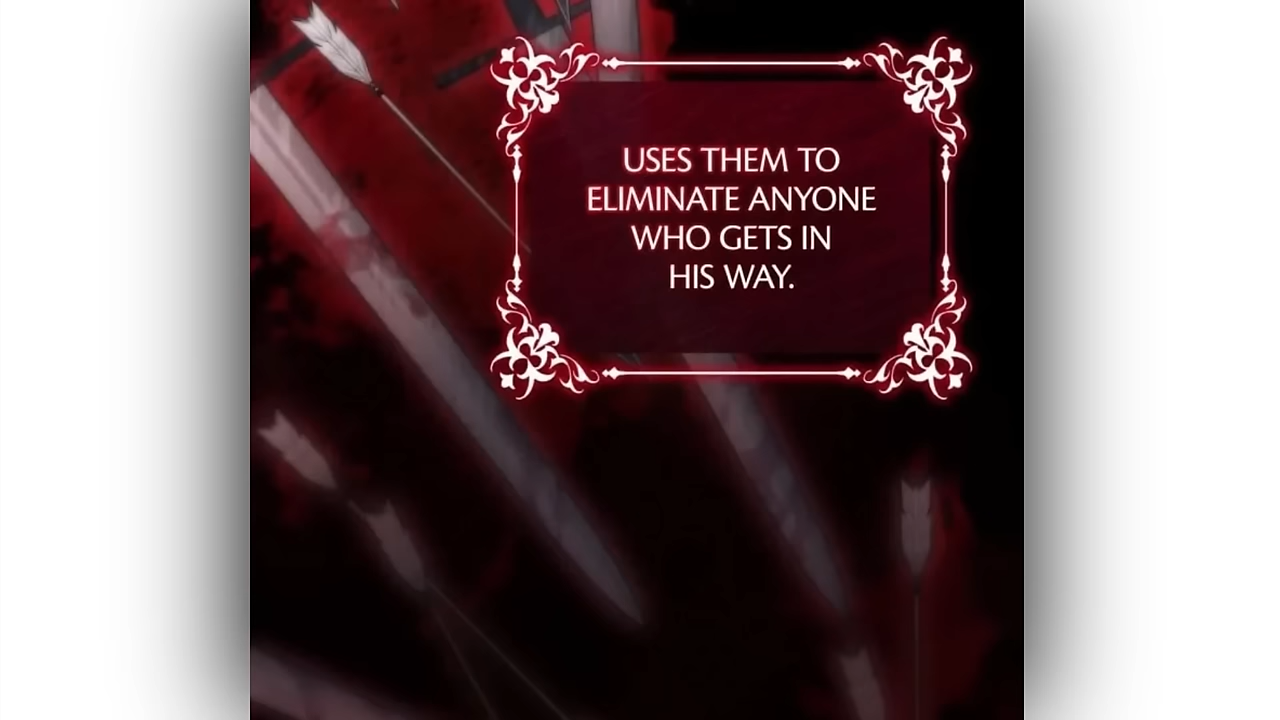 USES THEM TO
ELIMINATE ANYONE
WHO GETS IN
HIS WAY.